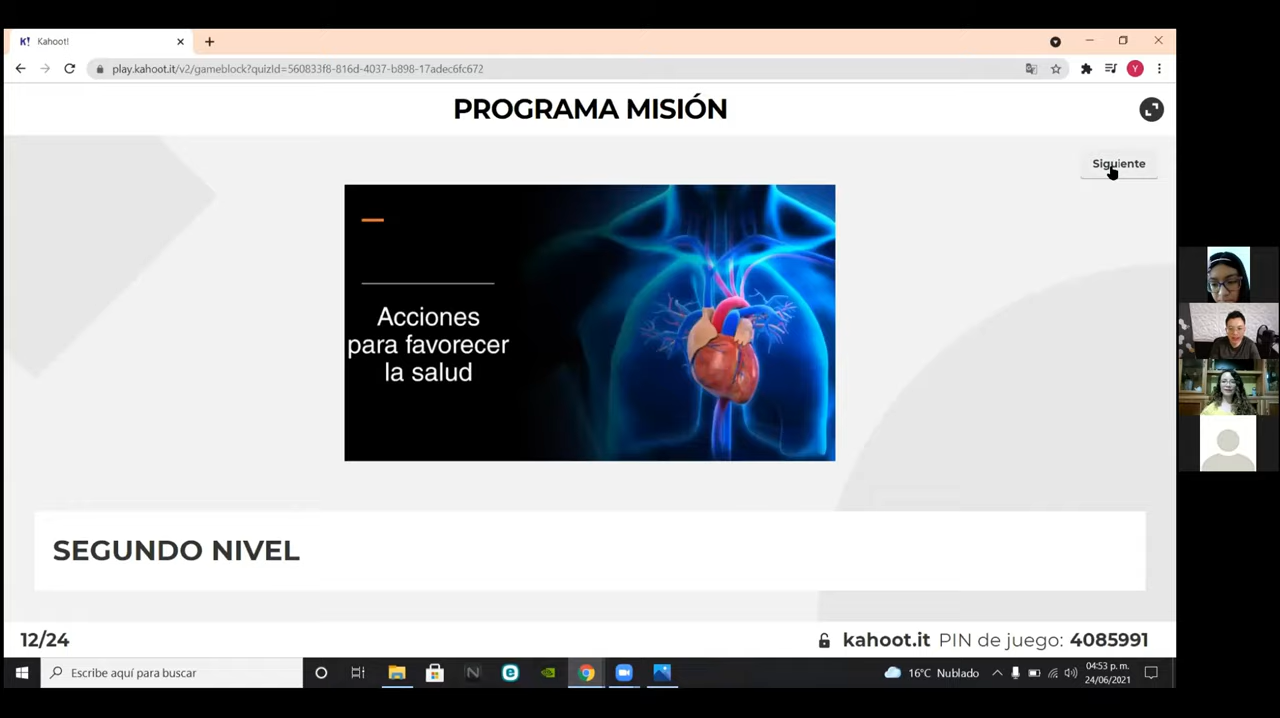 Kahoot!
play.kahoot.it/v2/gameblock?quizId=560833f8-816d-4037-b898-17adec6fc672
Y
PROGRAMA MISIÓN
Siguiente
Acciones
para favorecer
la salud
SEGUNDO NIVEL
12/24
kahoot.it PIN de juego: 4085991
Escribe aquí para buscar
16°C Nublado
04:53 p. m.
24/06/2021